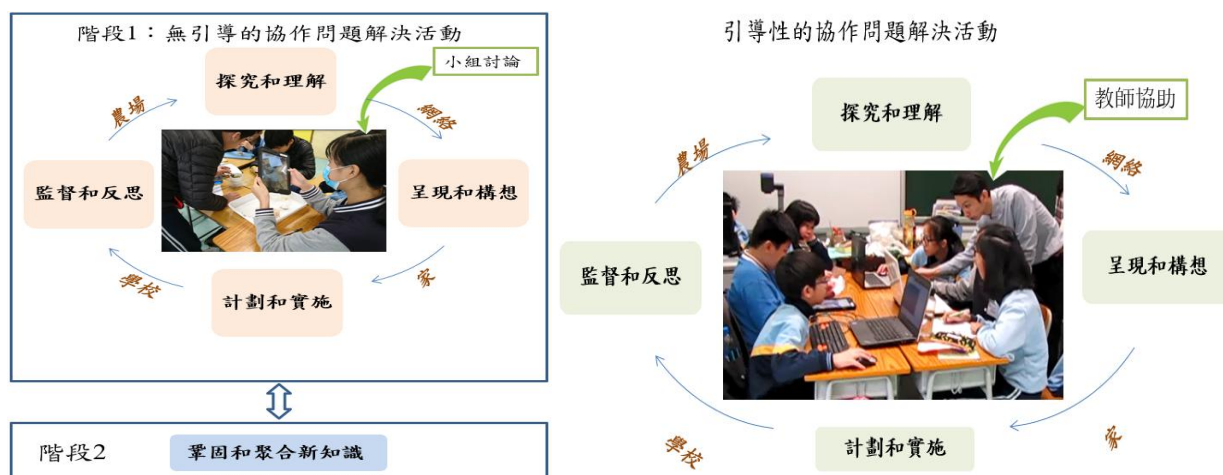 階段1：無引導的協作問題解決活動
小組討論
探究和理解
農場
網絡
監督和反思
呈現和構想
學校
家
計劃和實施
階段2
鞏固和聚合新知識
引導性的協作問題解決活動
教師協助
探究和理解
農場
網絡
監督和反思
呈現和構想
學校
家
計劃和實施